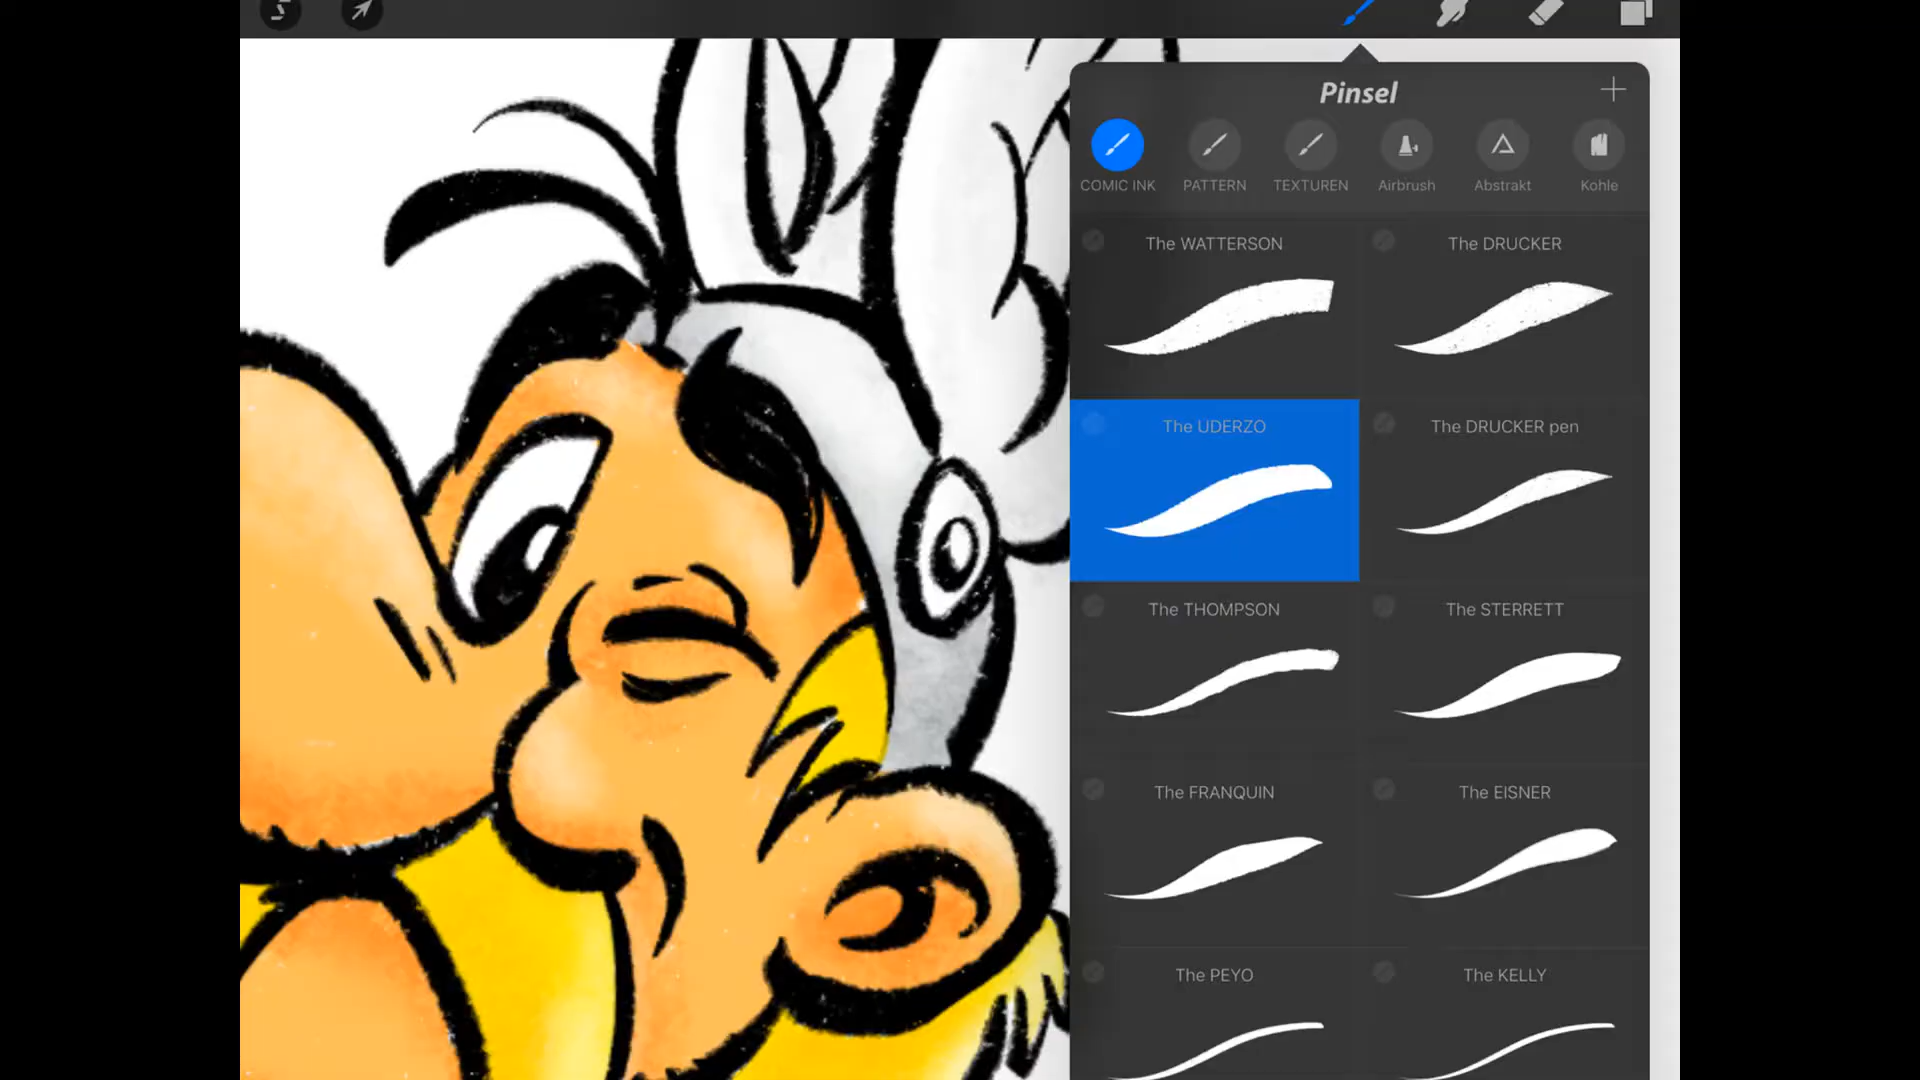 Pinsel
COMIC INK PATTERN TEXTUREN Airbrush Abstrakt Kohle
The WATTERSON The DRUCKER
The UDERZO The DRUCKER pen
The THOMPSON The STERRETT
The FRANQUIN The EISNER
The PEYO The KELLY